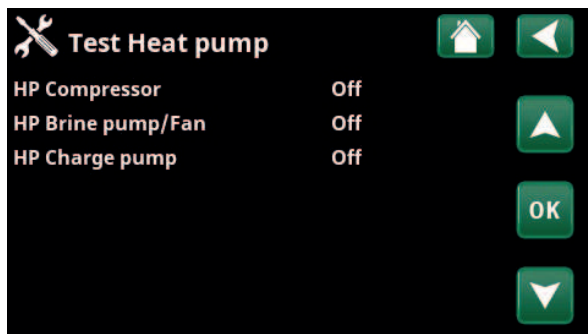 Test Heat pump
HP Compressor Off
HP Brine pump/Fan Off
HP Charge pump Off
OK